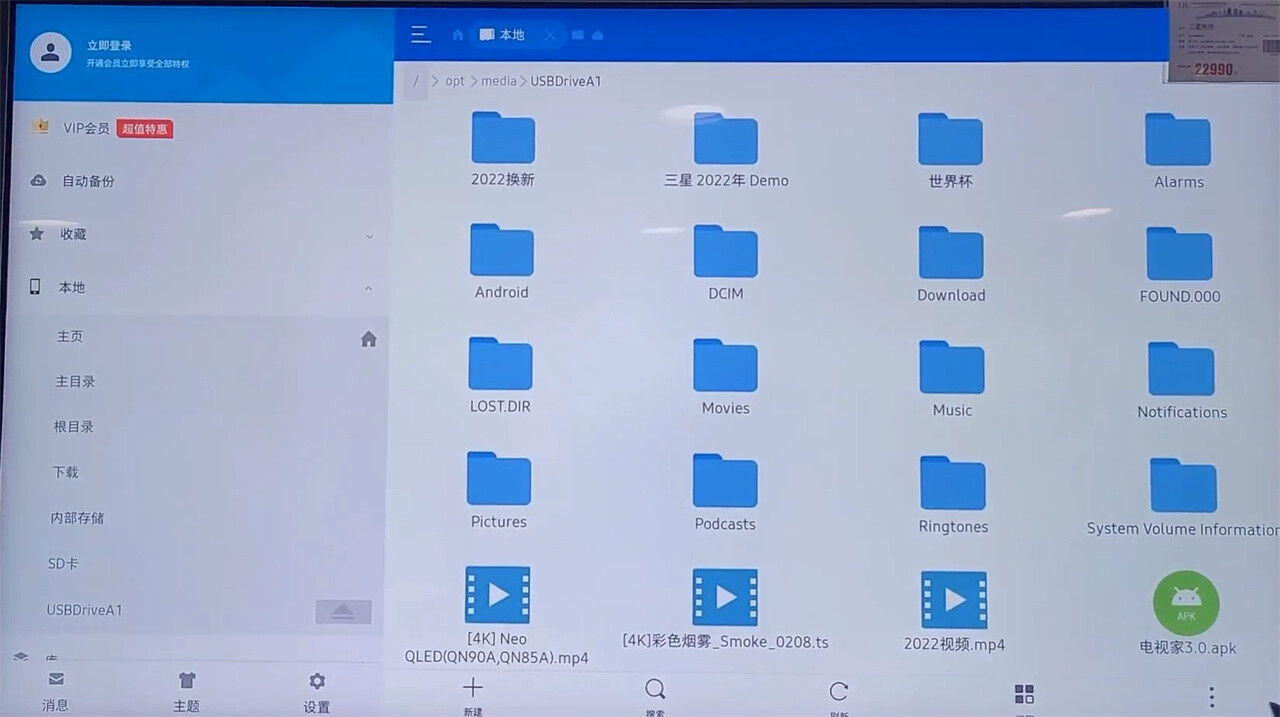 立即登录
开通会员立即享受全部特权
VIP会员 超值特惠
自动备份
收藏
本地
主页
主目录
根目录
下载
内部存储
SD卡
USBDriveA1
消息
主题
设置
本地
/ > opt > media > USBDriveA1
22990
2022换新
三星 2022年 Demo
世界杯
Alarms
Android
DCIM
Download
FOUND.000
LOST.DIR
Movies
Music
Notifications
Pictures
Podcasts
Ringtones
System Volume Information
[4K] Neo
QLED(QN90A,QN85A).mp4
[4K]彩色烟雾_Smoke_0208.ts
2022视频.mp4
APK
电视家3.0.apk
新建
搜索
刷新